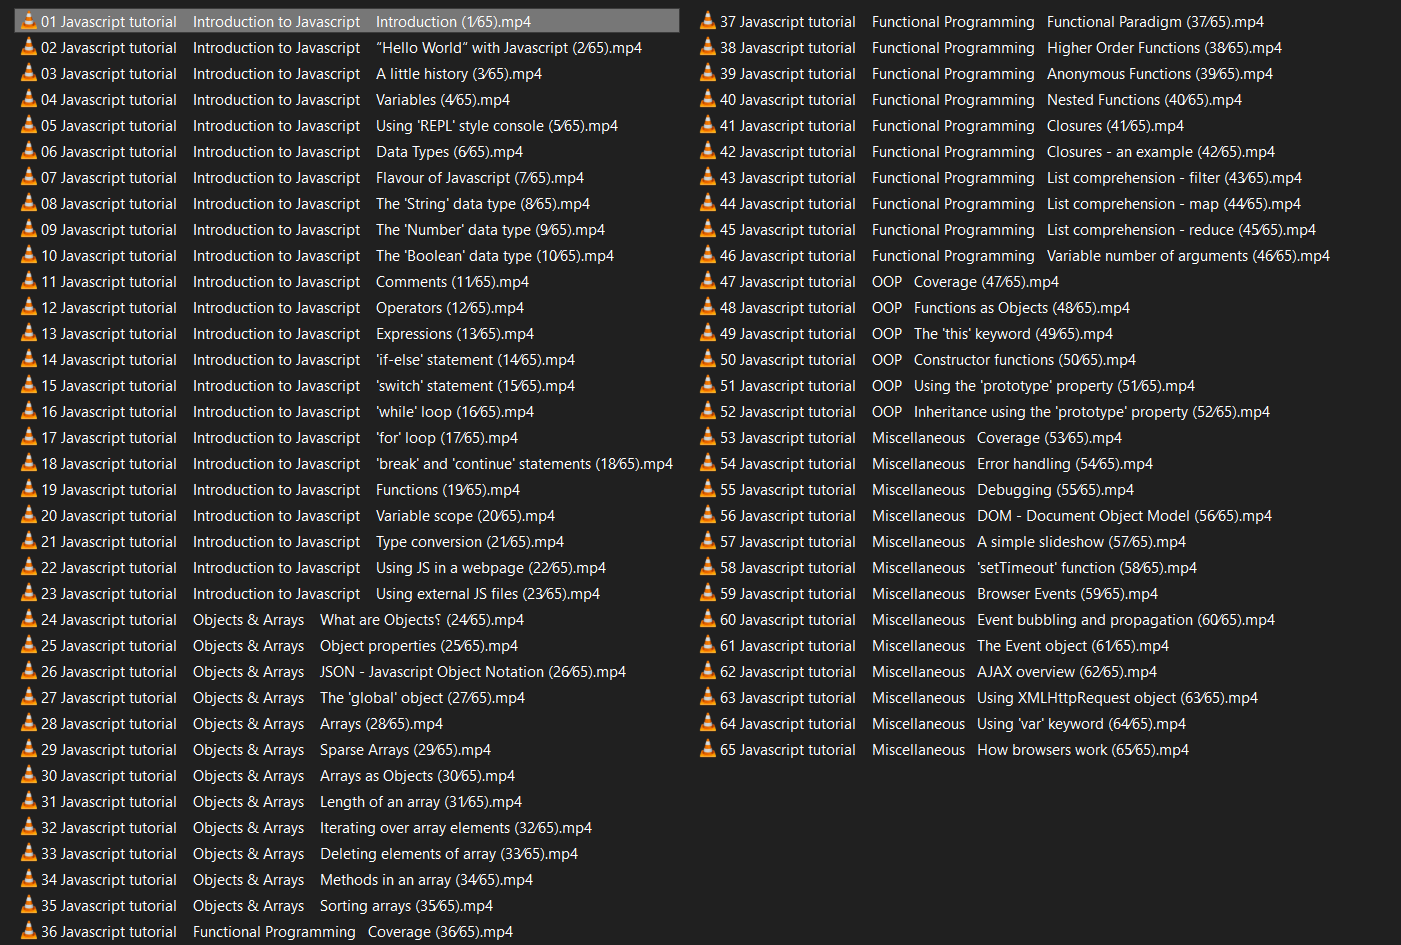 01 Javascript tutorial Introduction to Javascript Introduction (1⁄65).mp4
02 Javascript tutorial Introduction to Javascript “Hello World” with Javascript (2⁄65).mp4
03 Javascript tutorial Introduction to Javascript A little history (3⁄65).mp4
04 Javascript tutorial Introduction to Javascript Variables (4⁄65).mp4
05 Javascript tutorial Introduction to Javascript Using 'REPL' style console (5⁄65).mp4
06 Javascript tutorial Introduction to Javascript Data Types (6⁄65).mp4
07 Javascript tutorial Introduction to Javascript Flavour of Javascript (7⁄65).mp4
08 Javascript tutorial Introduction to Javascript The 'String' data type (8⁄65).mp4
09 Javascript tutorial Introduction to Javascript The 'Number' data type (9⁄65).mp4
10 Javascript tutorial Introduction to Javascript The 'Boolean' data type (10⁄65).mp4
11 Javascript tutorial Introduction to Javascript Comments (11⁄65).mp4
12 Javascript tutorial Introduction to Javascript Operators (12⁄65).mp4
13 Javascript tutorial Introduction to Javascript Expressions (13⁄65).mp4
14 Javascript tutorial Introduction to Javascript 'if-else' statement (14⁄65).mp4
15 Javascript tutorial Introduction to Javascript 'switch' statement (15⁄65).mp4
16 Javascript tutorial Introduction to Javascript 'while' loop (16⁄65).mp4
17 Javascript tutorial Introduction to Javascript 'for' loop (17⁄65).mp4
18 Javascript tutorial Introduction to Javascript 'break' and 'continue' statements (18⁄65).mp4
19 Javascript tutorial Introduction to Javascript Functions (19⁄65).mp4
20 Javascript tutorial Introduction to Javascript Variable scope (20⁄65).mp4
21 Javascript tutorial Introduction to Javascript Type conversion (21⁄65).mp4
22 Javascript tutorial Introduction to Javascript Using JS in a webpage (22⁄65).mp4
23 Javascript tutorial Introduction to Javascript Using external JS files (23⁄65).mp4
24 Javascript tutorial Objects & Arrays What are Objects؟ (24⁄65).mp4
25 Javascript tutorial Objects & Arrays Object properties (25⁄65).mp4
26 Javascript tutorial Objects & Arrays JSON - Javascript Object Notation (26⁄65).mp4
27 Javascript tutorial Objects & Arrays The 'global' object (27⁄65).mp4
28 Javascript tutorial Objects & Arrays Arrays (28⁄65).mp4
29 Javascript tutorial Objects & Arrays Sparse Arrays (29⁄65).mp4
30 Javascript tutorial Objects & Arrays Arrays as Objects (30⁄65).mp4
31 Javascript tutorial Objects & Arrays Length of an array (31⁄65).mp4
32 Javascript tutorial Objects & Arrays Iterating over array elements (32⁄65).mp4
33 Javascript tutorial Objects & Arrays Deleting elements of array (33⁄65).mp4
34 Javascript tutorial Objects & Arrays Methods in an array (34⁄65).mp4
35 Javascript tutorial Objects & Arrays Sorting arrays (35⁄65).mp4
36 Javascript tutorial Functional Programming Coverage (36⁄65).mp4
37 Javascript tutorial Functional Programming Functional Paradigm (37⁄65).mp4
38 Javascript tutorial Functional Programming Higher Order Functions (38⁄65).mp4
39 Javascript tutorial Functional Programming Anonymous Functions (39⁄65).mp4
40 Javascript tutorial Functional Programming Nested Functions (40⁄65).mp4
41 Javascript tutorial Functional Programming Closures (41⁄65).mp4
42 Javascript tutorial Functional Programming Closures - an example (42⁄65).mp4
43 Javascript tutorial Functional Programming List comprehension - filter (43⁄65).mp4
44 Javascript tutorial Functional Programming List comprehension - map (44⁄65).mp4
45 Javascript tutorial Functional Programming List comprehension - reduce (45⁄65).mp4
46 Javascript tutorial Functional Programming Variable number of arguments (46⁄65).mp4
47 Javascript tutorial OOP Coverage (47⁄65).mp4
48 Javascript tutorial OOP Functions as Objects (48⁄65).mp4
49 Javascript tutorial OOP The 'this' keyword (49⁄65).mp4
50 Javascript tutorial OOP Constructor functions (50⁄65).mp4
51 Javascript tutorial OOP Using the 'prototype' property (51⁄65).mp4
52 Javascript tutorial OOP Inheritance using the 'prototype' property (52⁄65).mp4
53 Javascript tutorial Miscellaneous Coverage (53⁄65).mp4
54 Javascript tutorial Miscellaneous Error handling (54⁄65).mp4
55 Javascript tutorial Miscellaneous Debugging (55⁄65).mp4
56 Javascript tutorial Miscellaneous DOM - Document Object Model (56⁄65).mp4
57 Javascript tutorial Miscellaneous A simple slideshow (57⁄65).mp4
58 Javascript tutorial Miscellaneous 'setTimeout' function (58⁄65).mp4
59 Javascript tutorial Miscellaneous Browser Events (59⁄65).mp4
60 Javascript tutorial Miscellaneous Event bubbling and propagation (60⁄65).mp4
61 Javascript tutorial Miscellaneous The Event object (61⁄65).mp4
62 Javascript tutorial Miscellaneous AJAX overview (62⁄65).mp4
63 Javascript tutorial Miscellaneous Using XMLHttpRequest object (63⁄65).mp4
64 Javascript tutorial Miscellaneous Using 'var' keyword (64⁄65).mp4
65 Javascript tutorial Miscellaneous How browsers work (65⁄65).mp4